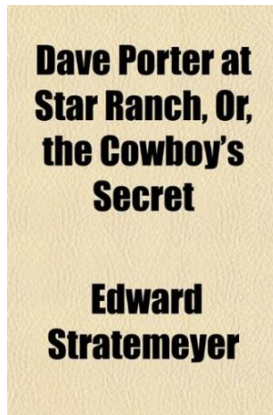 Dave Porter at
Star Ranch, Or,
the Cowboy's
Secret
Edward
Stratemeyer